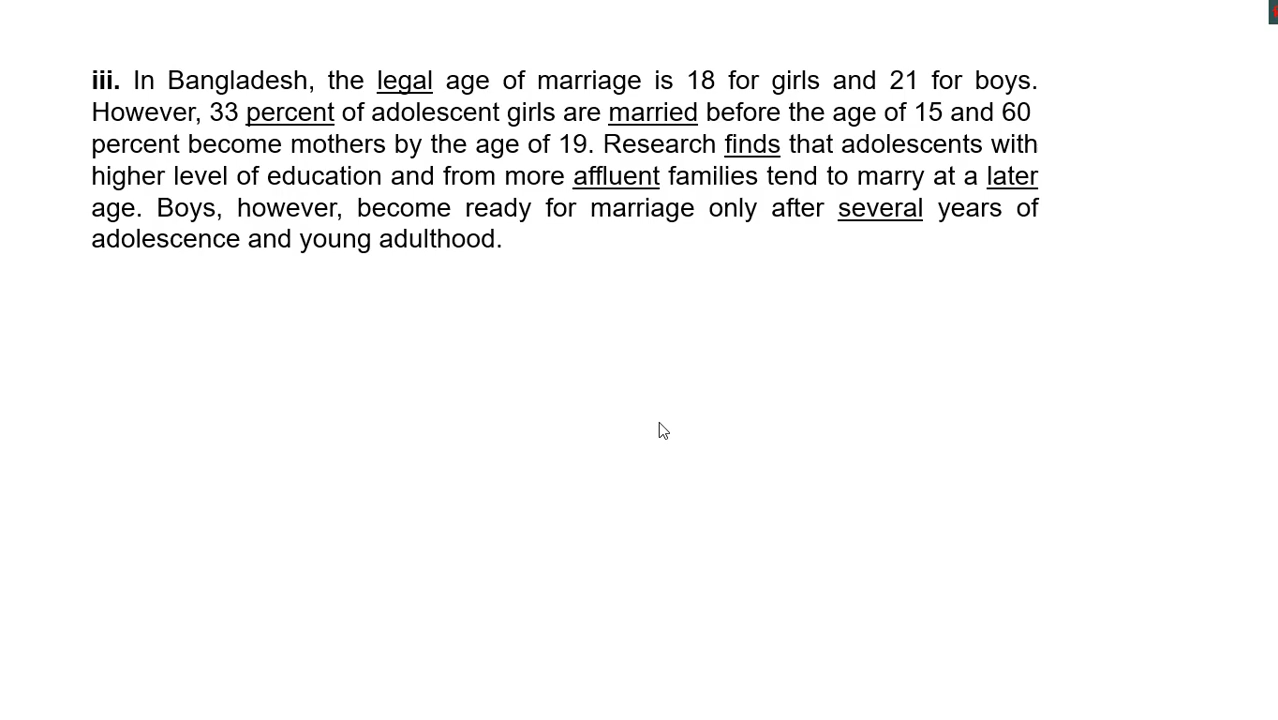 iii. In Bangladesh, the legal age of marriage is 18 for girls and 21 for boys.
However, 33 percent of adolescent girls are married before the age of 15 and 60
percent become mothers by the age of 19. Research finds that adolescents with
higher level of education and from more affluent families tend to marry at a later
age. Boys, however, become ready for marriage only after several years of
adolescence and young adulthood.